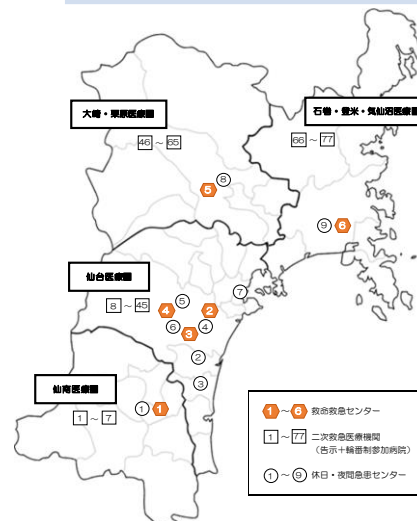 大崎・栗原医療圏
46 ～ 65
石巻・登米・気仙沼医療圏
66 ～ 77
8
5
9 6
仙台医療圏
8 ～ 45
7
5
4 2
6 4
3
2
仙南医療圏
3
1 ～ 7
1 1
1 ～ 6 救命救急センター
1 ～ 77 二次救急医療機関
（告示＋輪番制参加病院）
1 ～ 9 休日・夜間急患センター